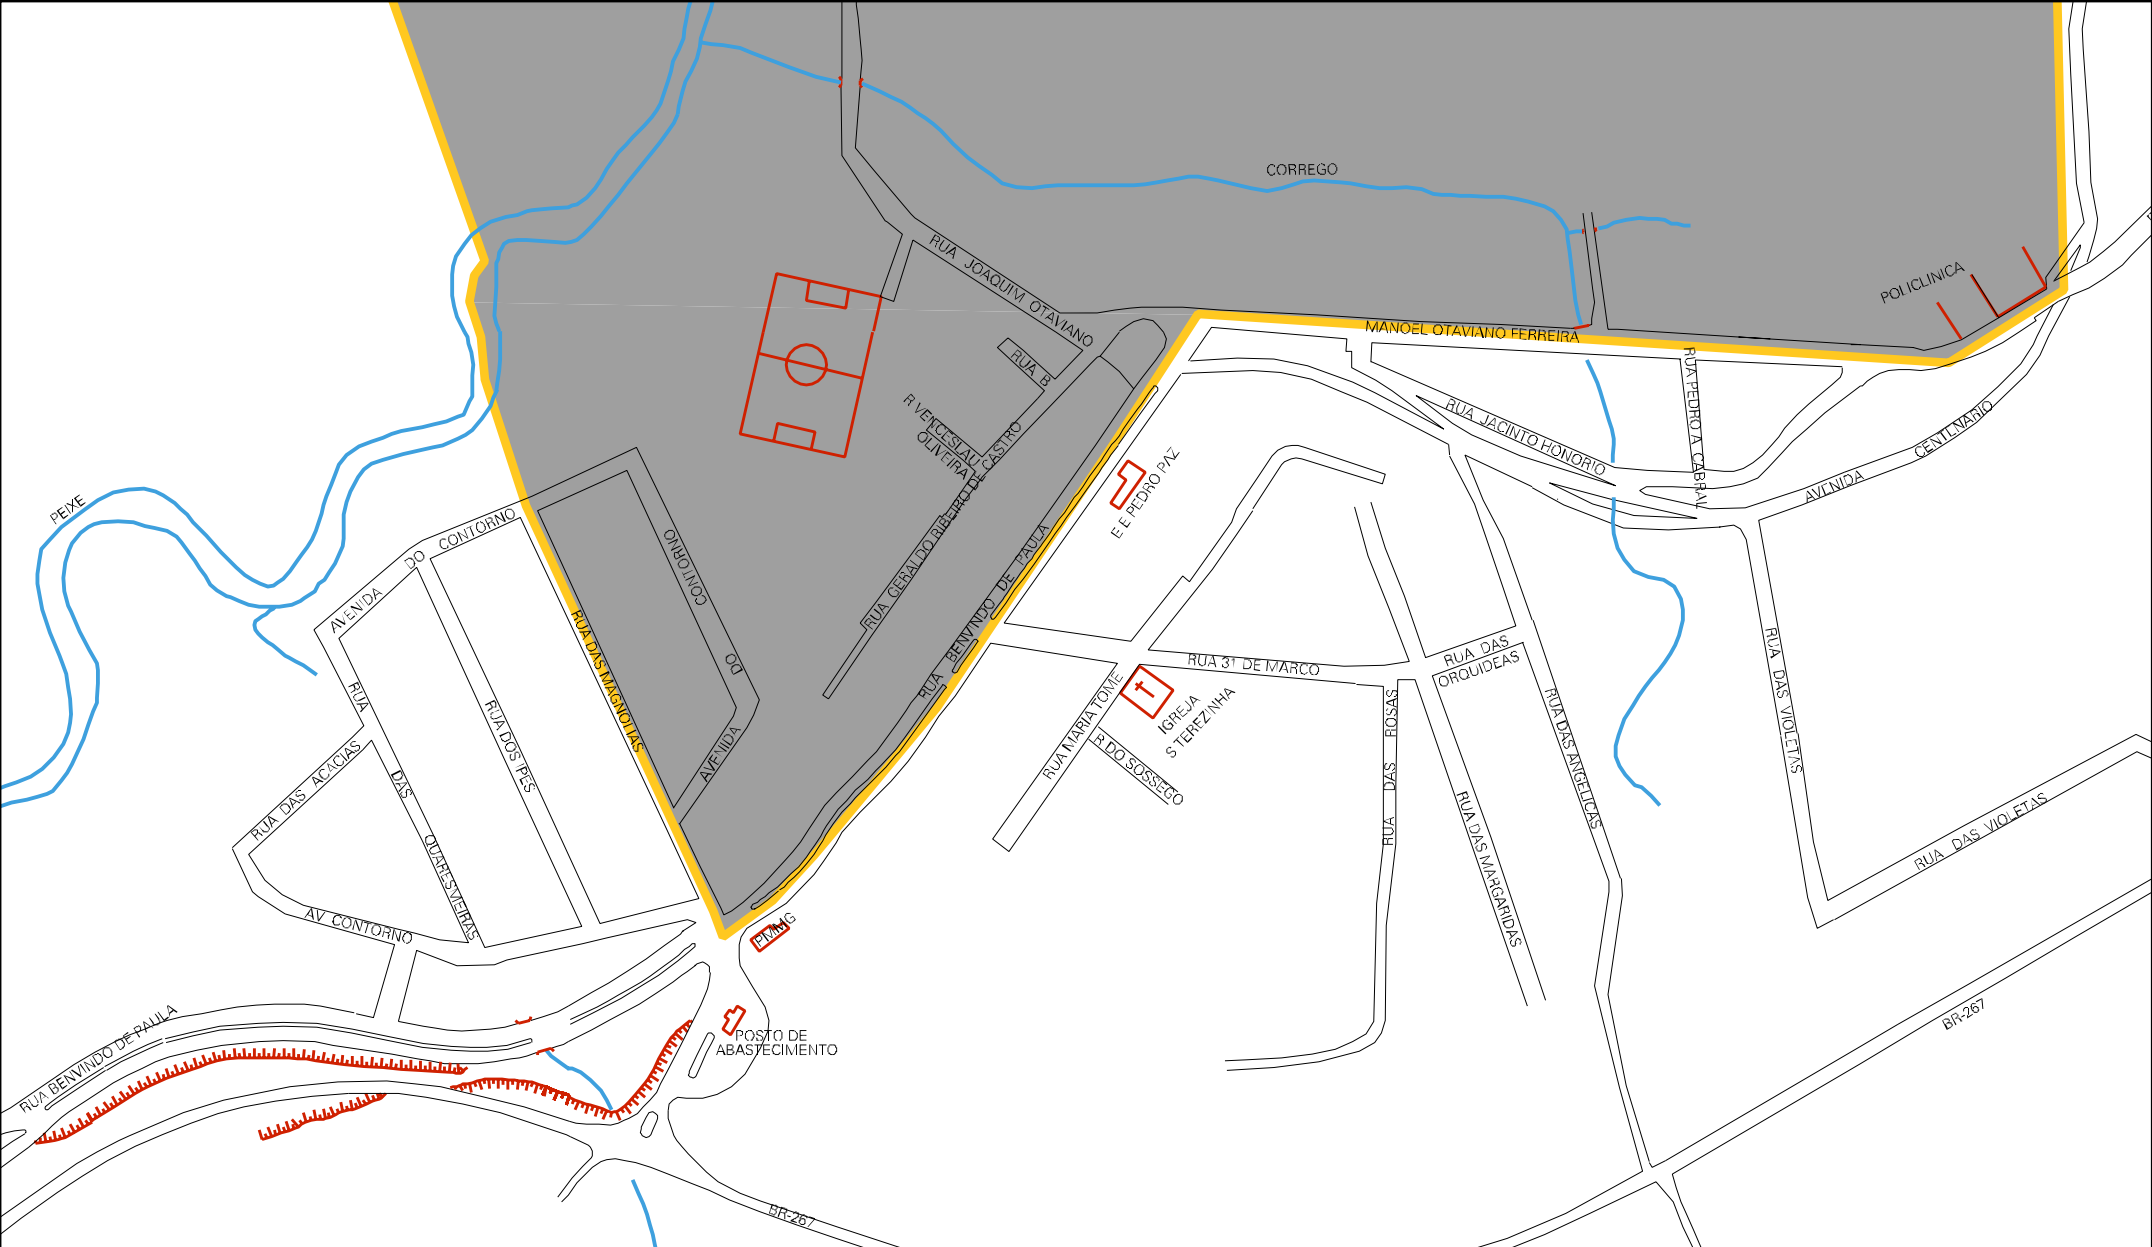 CORREGO
RUA JOAQUIM OTAVIANO
POLICLINICA
MANOEL OTAVIANO FERREIRA
RUA B
RUA PEDRO A CABRAL
R VENCESLAU
OLIVEIRA
RUA JACINTO HONORIO
AVENIDA CENTENARIO
RUA GERALDO RIBEIRO DE CASTRO
E E PEDRO PAZ
PEIXE
AVENIDA DO CONTORNO
AVENIDA DO CONTORNO
RUA BENVINDO DE PAULA
RUA DAS MAGNOLIAS
RUA 31 DE MARCO
RUA DAS
ORQUIDEAS
RUA MARIA TOME
IGREJA
S TEREZINHA
R DO SOSSEGO
RUA DAS ROSAS
RUA DAS ANGELICAS
RUA DAS VIOLETAS
RUA DAS QUARESMEIRAS
RUA DOS IPES
RUA DAS ACACIAS
RUA DAS MARGARIDAS
RUA DAS VIOLETAS
AV CONTORNO
PMMG
RUA BENVINDO DE PAULA
POSTO DE
ABASTECIMENTO
BR-267
BR-267